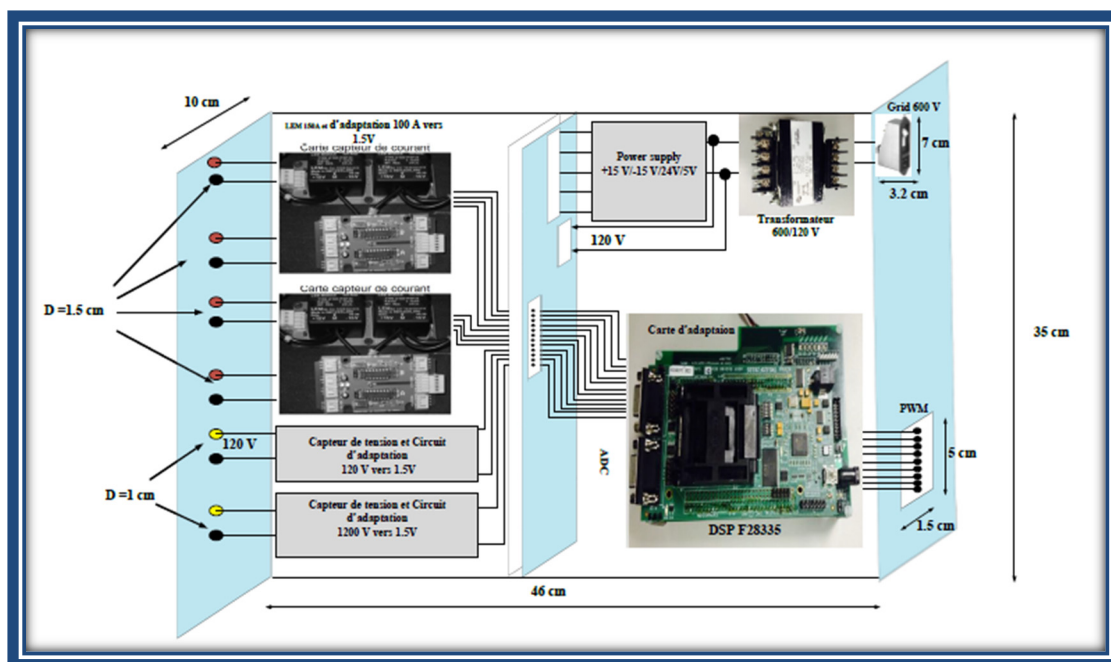 10 cm
LEM 150A et d'adaptation 100 A vers
1.5V
Carte capteur de courant
Carte capteur de courant
D =1.5 cm
120 V
D =1 cm
Capteur de tension et Circuit
d'adaptation
120 V vers 1.5V
Capteur de tension et Circuit
d'adaptation
1200 V vers 1.5V
Power supply
+15 V/-15 V/24V/5V
120 V
Transformateur
600/120 V
Grid 600 V
7 cm
3.2 cm
35 cm
Carte d'adaptaion
ADC
DSP F28335
PWM
5 cm
1.5 cm
46 cm